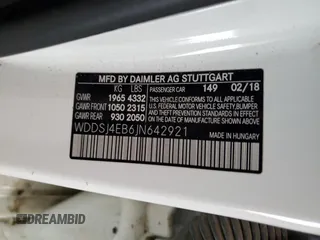 MFD BY DAIMLER AG STUTTGART
KG LBS PASSENGER CAR 149 02/18
GVWR 1965 4332
GAWR FRONT 1050 2315
GAWR REAR 930 2050
THIS VEHICLE CONFORMS TO ALL APPLICABLE
U.S. FEDERAL MOTOR VEHICLE SAFETY, BUMPER,
AND THEFT PREVENTION STANDARDS IN EFFECT
ON THE DATE OF MANUFACTURE SHOWN ABOVE.
WDDSJ4EB6JN642921
MADE IN HUNGARY
DREAMBID